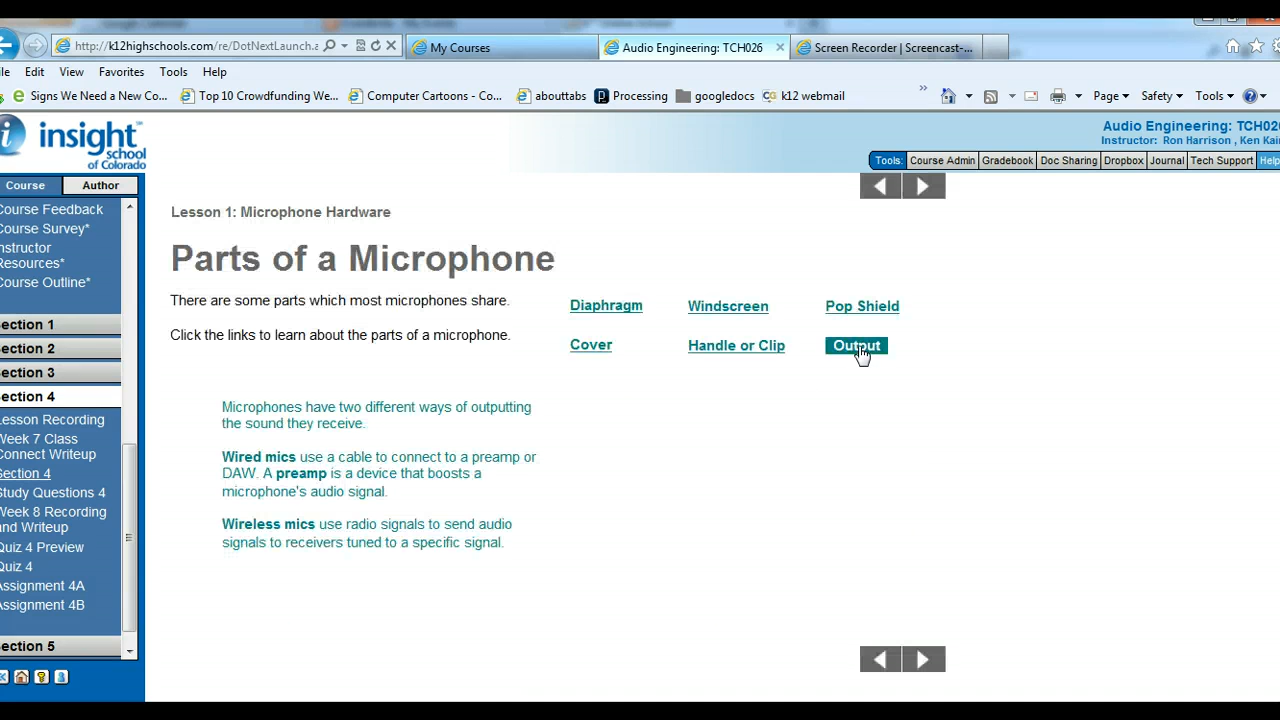 http://k12highschools.com/re/DotNextLaunch.a
My Courses
Audio Engineering: TCH026
Screen Recorder | Screencast-...
le Edit View Favorites Tools Help
Signs We Need a New Co... Top 10 Crowdfunding We... Computer Cartoons - Co... abouttabs Processing googledocs k12 webmail
Page Safety Tools
insight
school
of Colorado
Audio Engineering: TCH026
Instructor: Ron Harrison , Ken Kai
Tools: Course Admin Gradebook Doc Sharing Dropbox Journal Tech Support Help
Course Author
Course Feedback
Course Survey*
nstructor
Resources*
Course Outline*
ection 1
ection 2
ection 3
ection 4
Lesson Recording
Week 7 Class
Connect Writeup
Section 4
Study Questions 4
Week 8 Recording
and Writeup
Quiz 4 Preview
Quiz 4
Assignment 4A
Assignment 4B
ection 5
Lesson 1: Microphone Hardware
Parts of a Microphone
There are some parts which most microphones share.
Click the links to learn about the parts of a microphone.
Diaphragm Windscreen Pop Shield
Cover Handle or Clip Output
Microphones have two different ways of outputting
the sound they receive.
Wired mics use a cable to connect to a preamp or
DAW. A preamp is a device that boosts a
microphone's audio signal.
Wireless mics use radio signals to send audio
signals to receivers tuned to a specific signal.